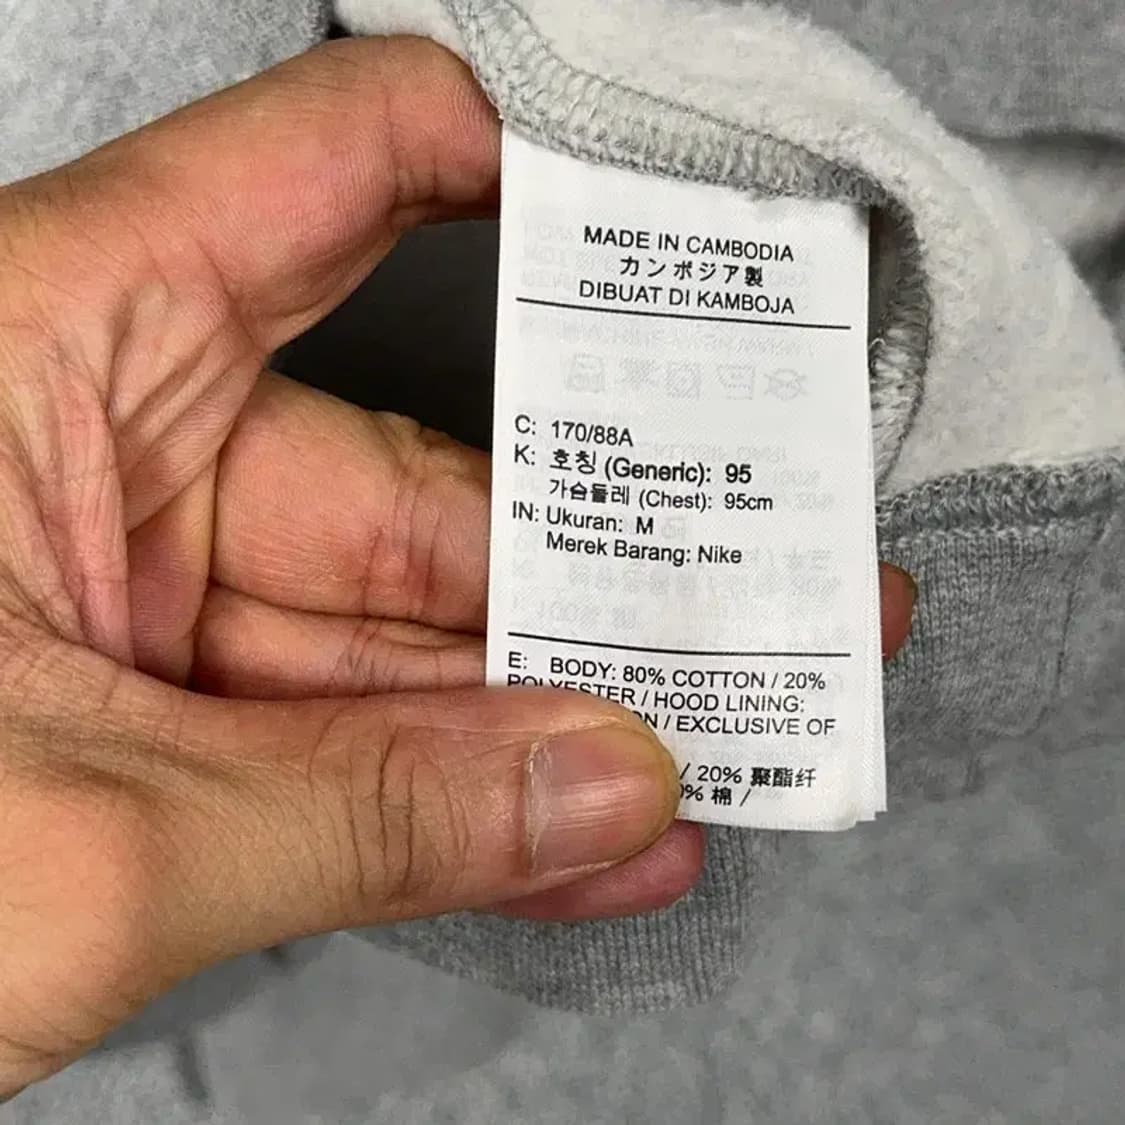 MADE IN CAMBODIA
カンボジア製
DIBUAT DI KAMBOJA
C: 170/88A
K: 호칭 (Generic): 95
가슴둘레 (Chest): 95cm
IN: Ukuran: M
Merek Barang: Nike
E: BODY: 80% COTTON / 20%
POLYESTER / HOOD LINING:
/ EXCLUSIVE OF
/ 20% 聚酯纤
% 棉 /